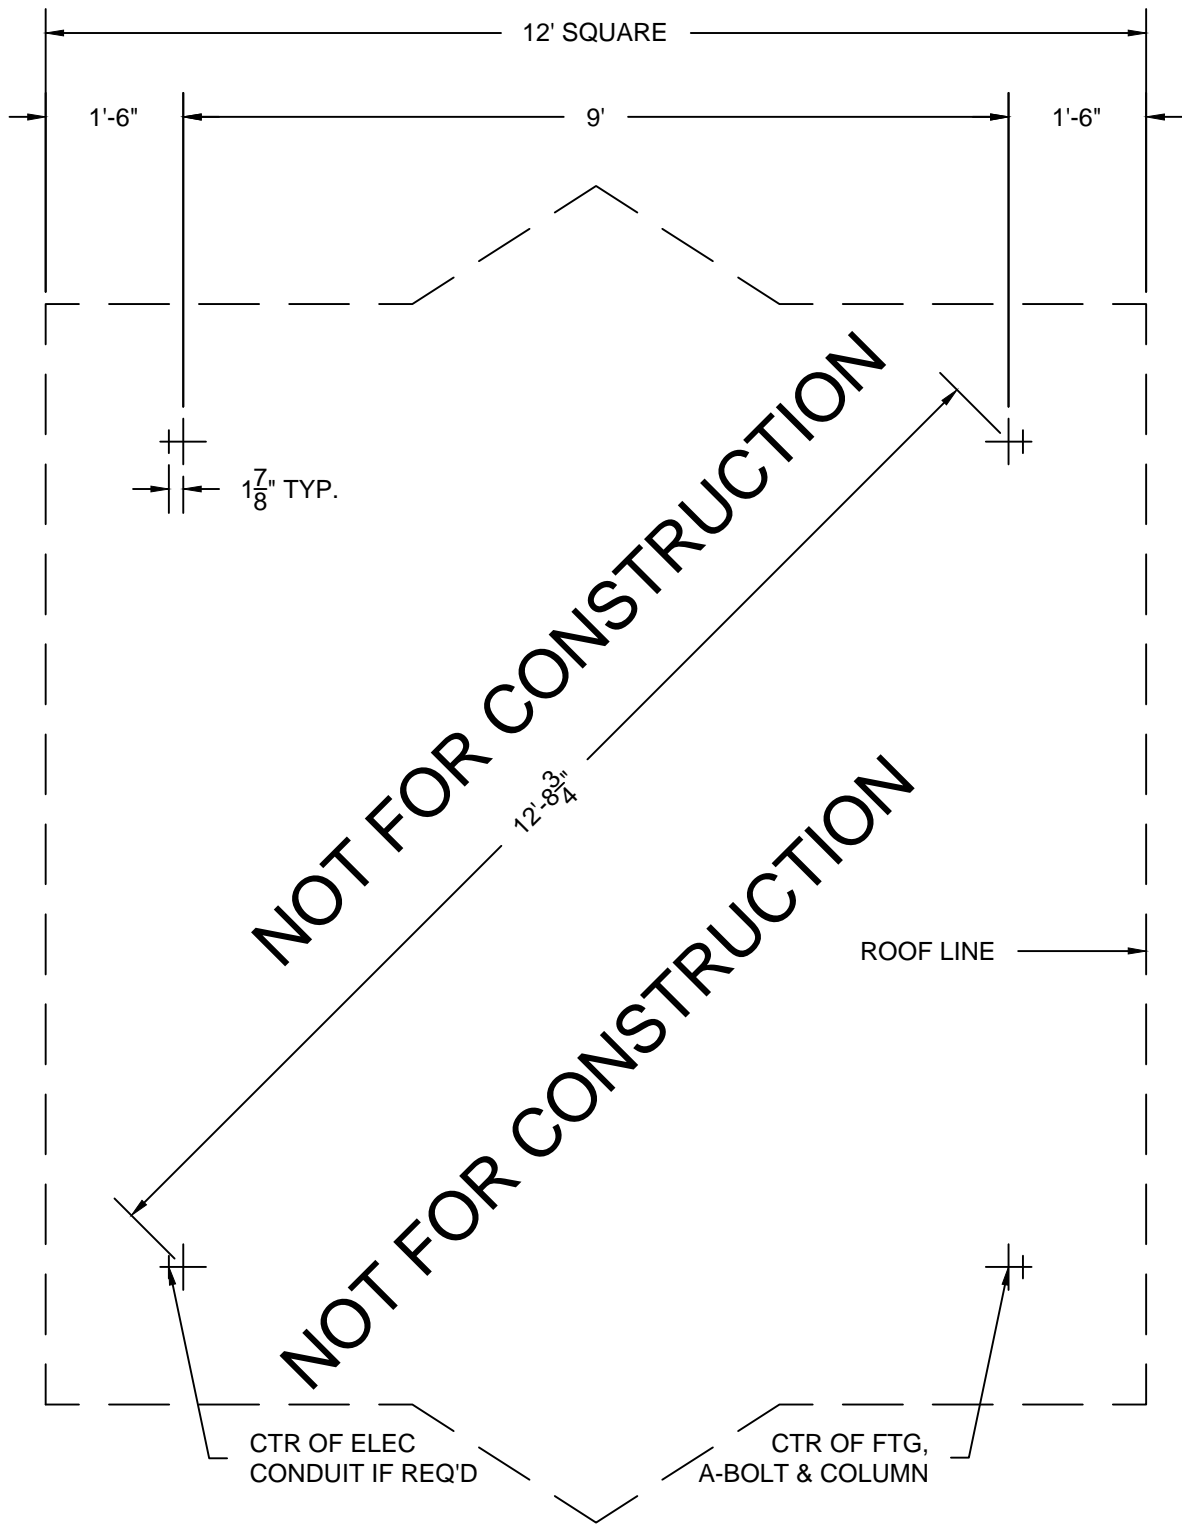 12' SQUARE
1'-6"
9'
1'-6"
1 7/8" TYP.
NOT FOR CONSTRUCTION
12'-8 3/4"
NOT FOR CONSTRUCTION
ROOF LINE
CTR OF ELEC
CONDUIT IF REQ'D
CTR OF FTG,
A-BOLT & COLUMN